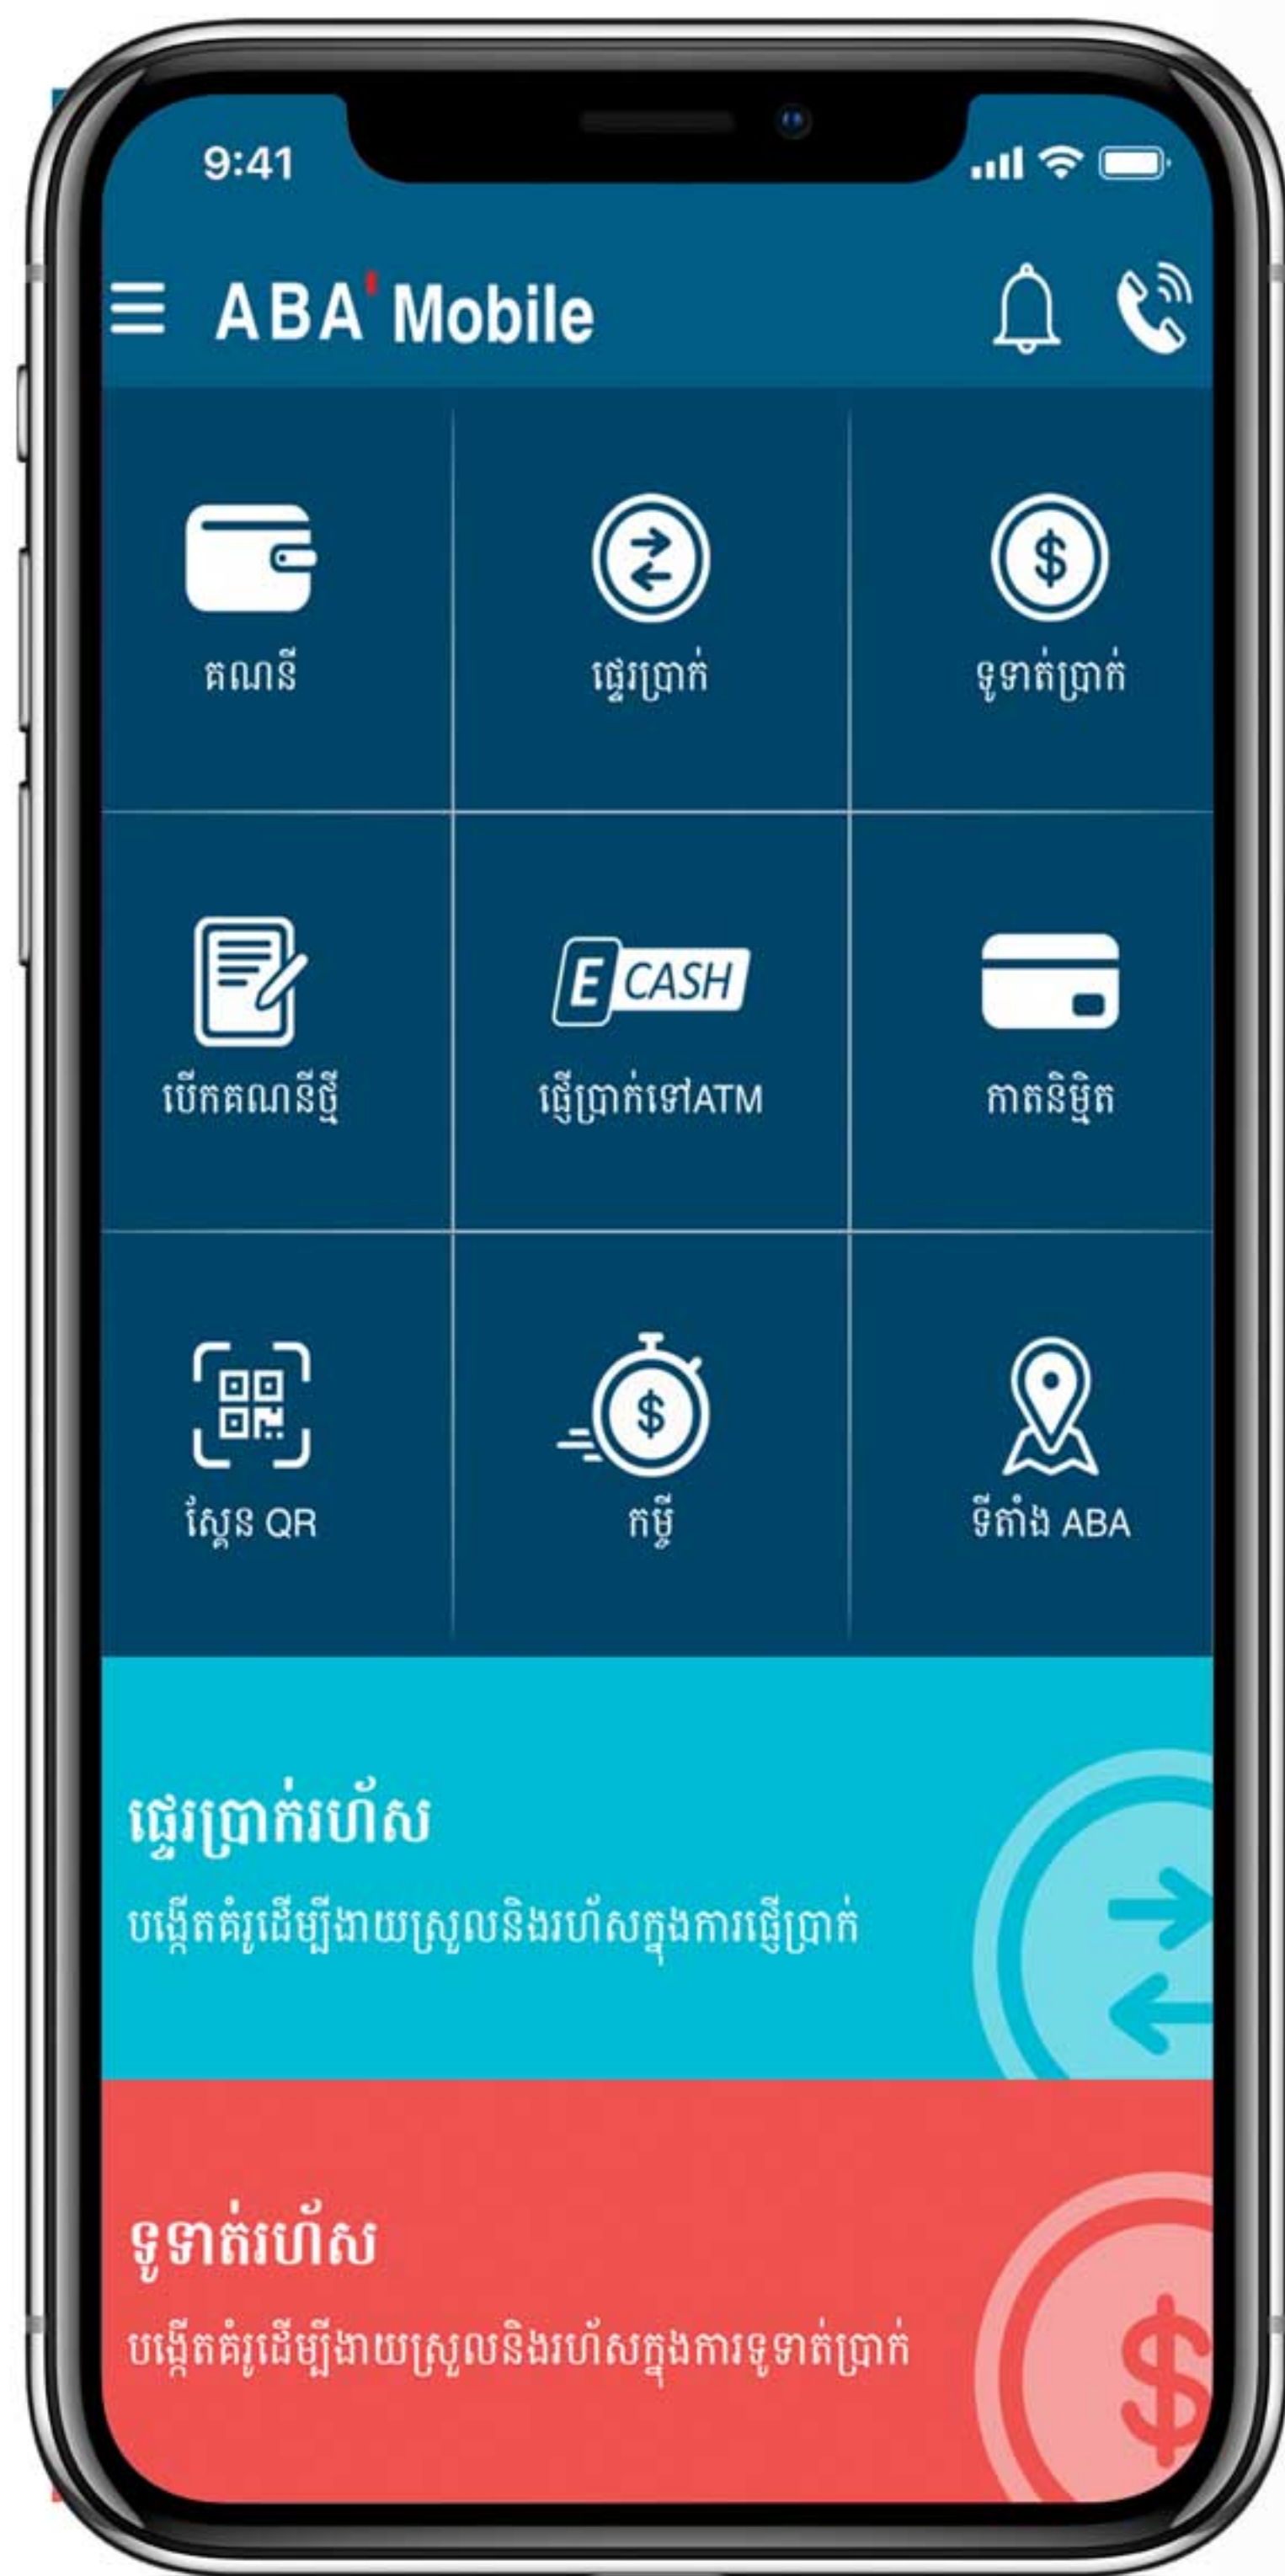 9:41
ABA' Mobile
គណនី
ផ្ទេរប្រាក់
ទូទាត់ប្រាក់
បើកគណនីថ្មី
E CASH
ផ្ញើប្រាក់ទៅATM
កាតនិម្មិត
ស្កែន QR
កម្ចី
ទីតាំង ABA
ផ្ទេរប្រាក់រហ័ស
បង្កើតគំរូដើម្បីងាយស្រួលនិងរហ័សក្នុងការផ្ញើប្រាក់
ទូទាត់រហ័ស
បង្កើតគំរូដើម្បីងាយស្រួលនិងរហ័សក្នុងការទូទាត់ប្រាក់